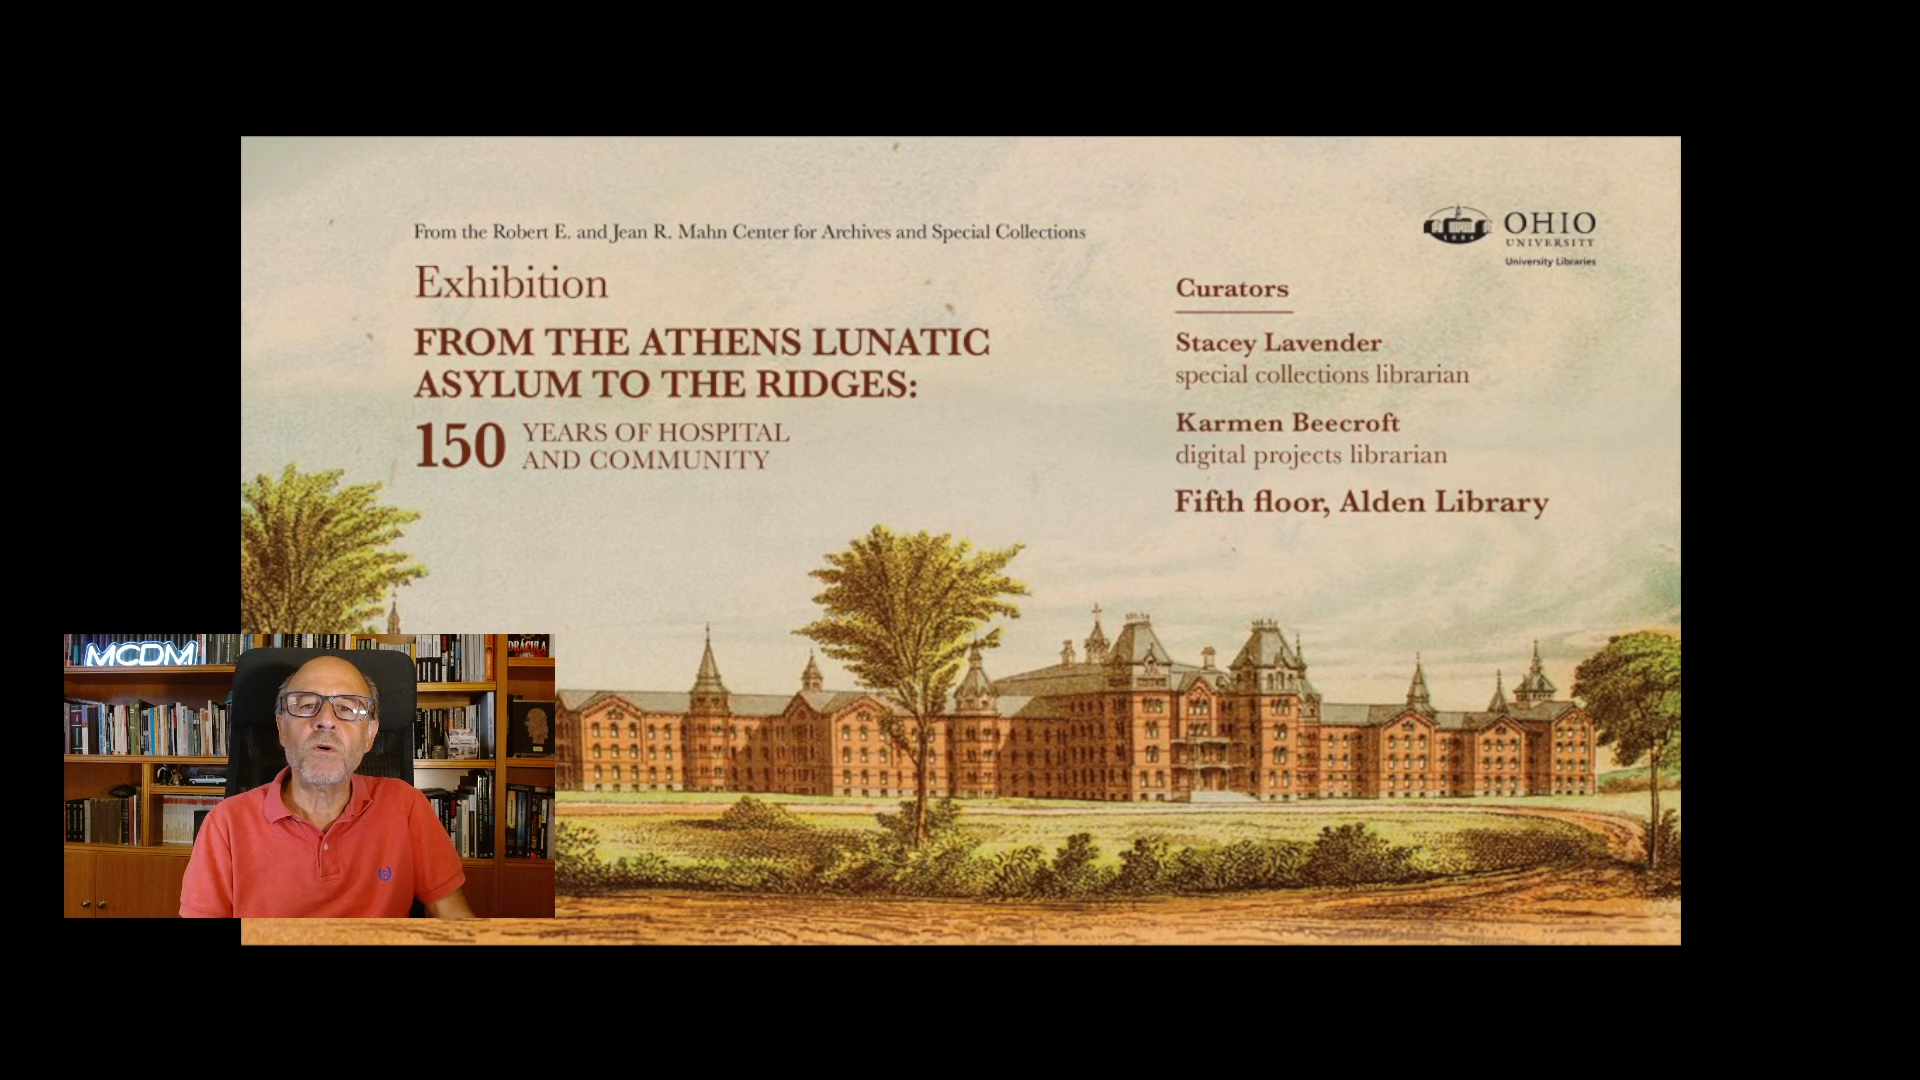 From the Robert E. and Jean R. Mahn Center for Archives and Special Collections
Exhibition
FROM THE ATHENS LUNATIC
ASYLUM TO THE RIDGES:
150 YEARS OF HOSPITAL
AND COMMUNITY
OHIO
UNIVERSITY
University Libraries
Curators
Stacey Lavender
special collections librarian
Karmen Beecroft
digital projects librarian
Fifth floor, Alden Library
MCDM
DRÁCULA